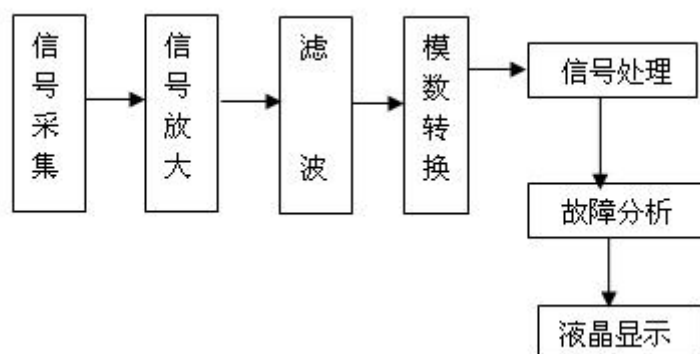 信号采集
信号放大
滤波
模数转换
信号处理
故障分析
液晶显示